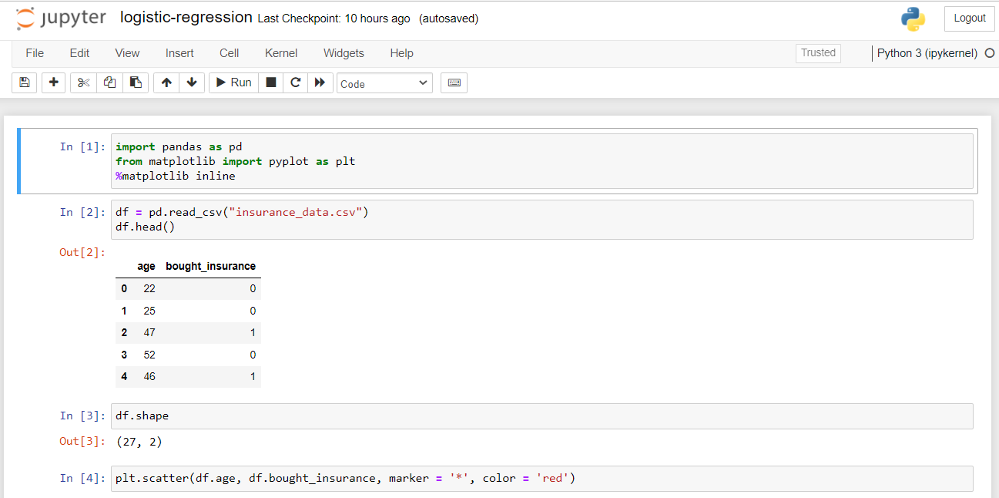 jupyter logistic-regression Last Checkpoint: 10 hours ago (autosaved) Logout
File Edit View Insert Cell Kernel Widgets Help Trusted Python 3 (ipykernel)
Run Code
In [1]: import pandas as pd
from matplotlib import pyplot as plt
%matplotlib inline
In [2]: df = pd.read_csv("insurance_data.csv")
df.head()
Out[2]:
age bought_insurance
0 22 0
1 25 0
2 47 1
3 52 0
4 46 1
In [3]: df.shape
Out[3]: (27, 2)
In [4]: plt.scatter(df.age, df.bought_insurance, marker = '*', color = 'red')